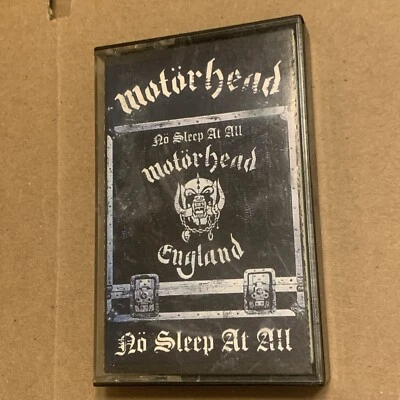 Motörhead
Nö Sleep At All
Motörhead
England
Nö Sleep At All